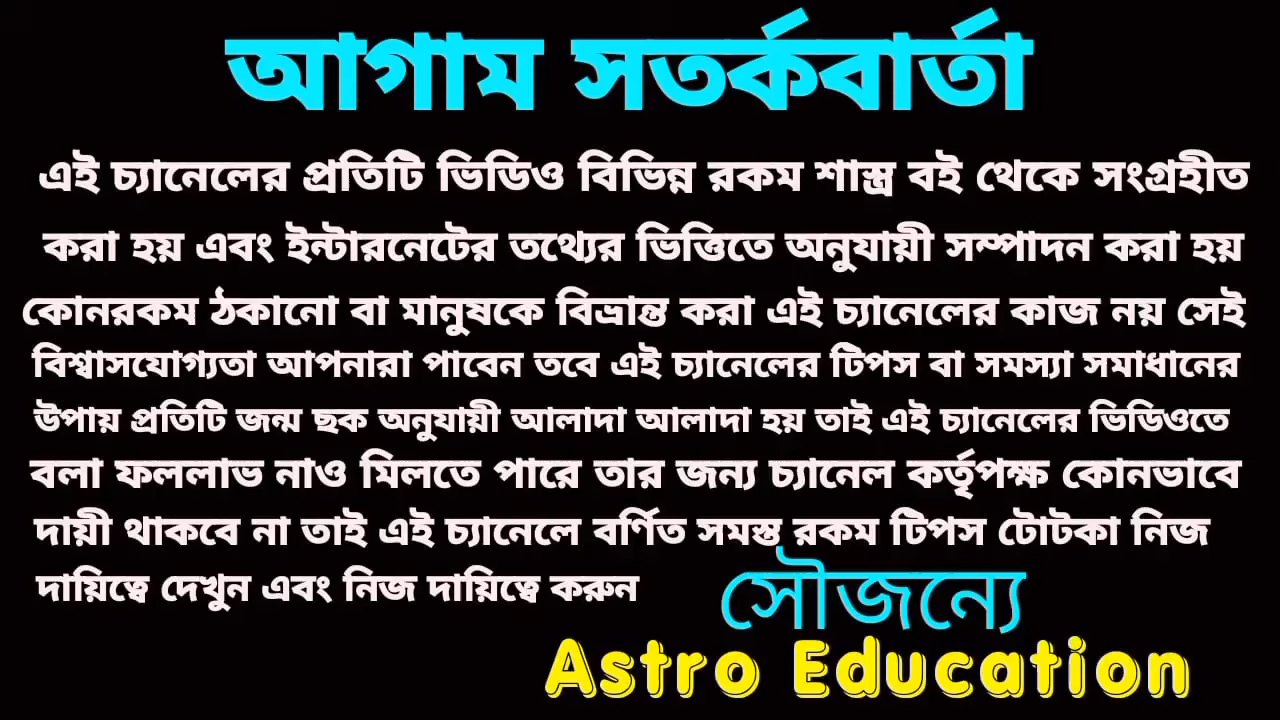 আগাম সতর্কবার্তা
এই চ্যানেলের প্রতিটি ভিডিও বিভিন্ন রকম শাস্ত্র বই থেকে সংগ্রহীত
করা হয় এবং ইন্টারনেটের তথ্যের ভিত্তিতে অনুযায়ী সম্পাদন করা হয়
কোনরকম ঠকানো বা মানুষকে বিভ্রান্ত করা এই চ্যানেলের কাজ নয় সেই
বিশ্বাসযোগ্যতা আপনারা পাবেন তবে এই চ্যানেলের টিপস বা সমস্যা সমাধানের
উপায় প্রতিটি জন্ম ছক অনুযায়ী আলাদা আলাদা হয় তাই এই চ্যানেলের ভিডিওতে
বলা ফললাভ নাও মিলতে পারে তার জন্য চ্যানেল কর্তৃপক্ষ কোনভাবে
দায়ী থাকবে না তাই এই চ্যানেলে বর্ণিত সমস্ত রকম টিপস টোটকা নিজ
দায়িত্বে দেখুন এবং নিজ দায়িত্বে করুন
সৌজন্যে
Astro Education